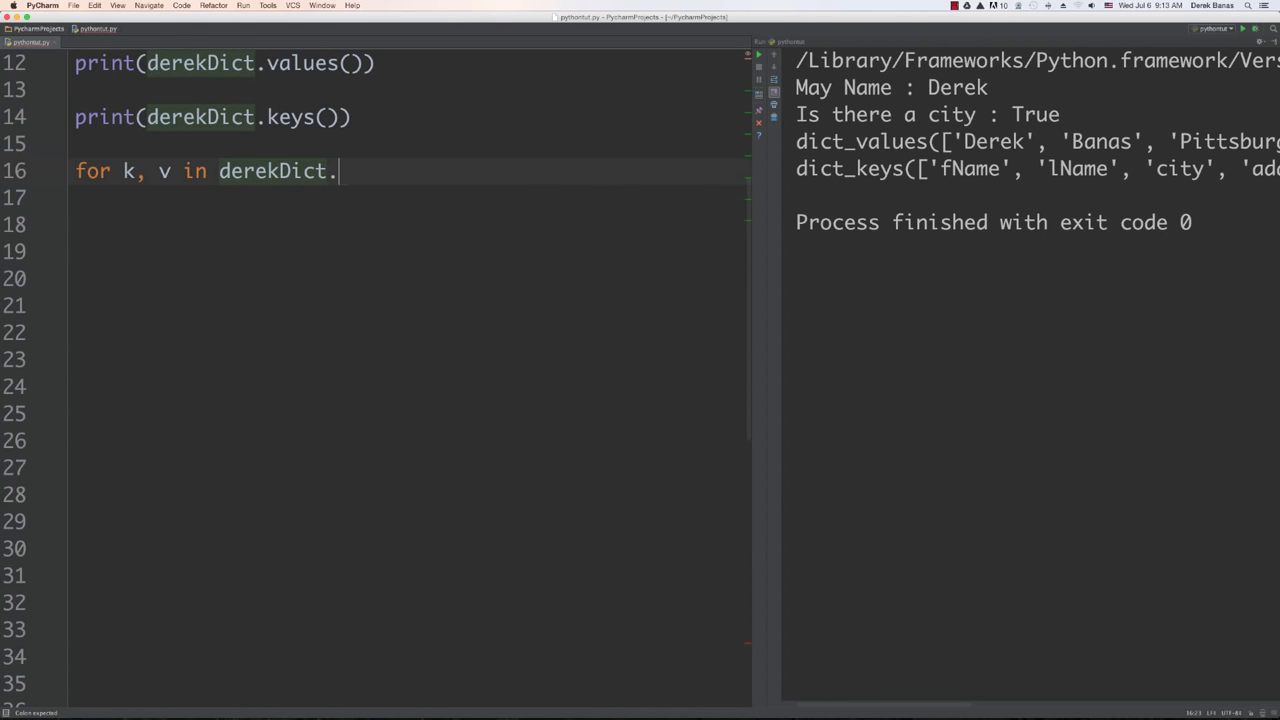 PyCharm File Edit View Navigate Code Refactor Run Tools VCS Window Help 10 Wed Jul 6 9:13 AM Derek Banas
pythontut.py - PycharmProjects - [~/PycharmProjects]
PycharmProjects pythontut.py pythontut
pythontut.py Run pythontut
12 print(derekDict.values())
13
14 print(derekDict.keys())
15
16 for k, v in derekDict.
17
18
19
20
21
22
23
24
25
26
27
28
29
30
31
32
33
34
35
/Library/Frameworks/Python.framework/Vers
May Name : Derek
Is there a city : True
dict_values(['Derek', 'Banas', 'Pittsburg
dict_keys(['fName', 'lName', 'city', 'add
Process finished with exit code 0
Colon expected 16:23 LF÷ UTF-8÷